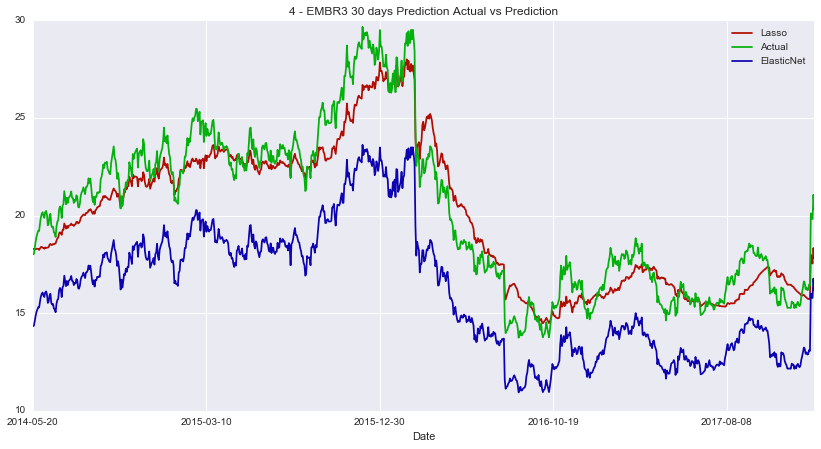 4 - EMBR3 30 days Prediction Actual vs Prediction
30
Lasso
Actual
ElasticNet
25
20
15
10
2014-05-20
2015-03-10
2015-12-30
2016-10-19
2017-08-08
Date